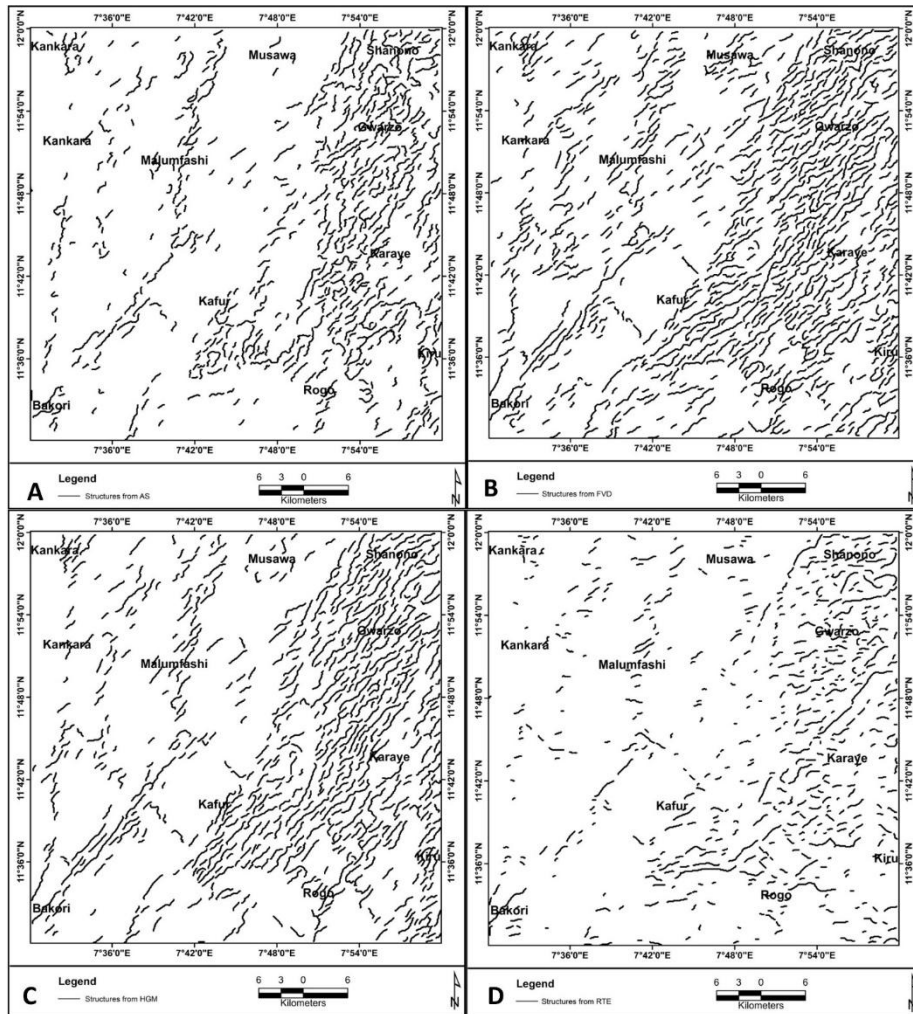 7°36'0"E 7°42'0"E 7°48'0"E 7°54'0"E
Kankara Musawa Shanono
Gwarzo
Kankara
Malumfashi
Karaye
Kafur
Kiru
Rogo
Bakori
12°0'0"N
11°54'0"N
11°48'0"N
11°42'0"N
11°36'0"N
7°36'0"E 7°42'0"E 7°48'0"E 7°54'0"E
Legend
Structures from AS
6 3 0 6
Kilometers
N
A
7°36'0"E 7°42'0"E 7°48'0"E 7°54'0"E
Kankara Musawa Shanono
Gwarzo
Kankara
Malumfashi
Karaye
Kafur
Kiru
Rogo
Bakori
12°0'0"N
11°54'0"N
11°48'0"N
11°42'0"N
11°36'0"N
7°36'0"E 7°42'0"E 7°48'0"E 7°54'0"E
Legend
Structures from FVD
6 3 0 6
Kilometers
N
B
7°36'0"E 7°42'0"E 7°48'0"E 7°54'0"E
Kankara Musawa Shanono
Gwarzo
Kankara
Malumfashi
Karaye
Kafur
Kiru
Rogo
Bakori
12°0'0"N
11°54'0"N
11°48'0"N
11°42'0"N
11°36'0"N
7°36'0"E 7°42'0"E 7°48'0"E 7°54'0"E
Legend
Structures from HGM
6 3 0 6
Kilometers
N
C
7°36'0"E 7°42'0"E 7°48'0"E 7°54'0"E
Kankara Musawa Shanono
Gwarzo
Kankara
Malumfashi
Karaye
Kafur
Kiru
Rogo
Bakori
12°0'0"N
11°54'0"N
11°48'0"N
11°42'0"N
11°36'0"N
7°36'0"E 7°42'0"E 7°48'0"E 7°54'0"E
Legend
Structures from RTE
6 3 0 6
Kilometers
N
D